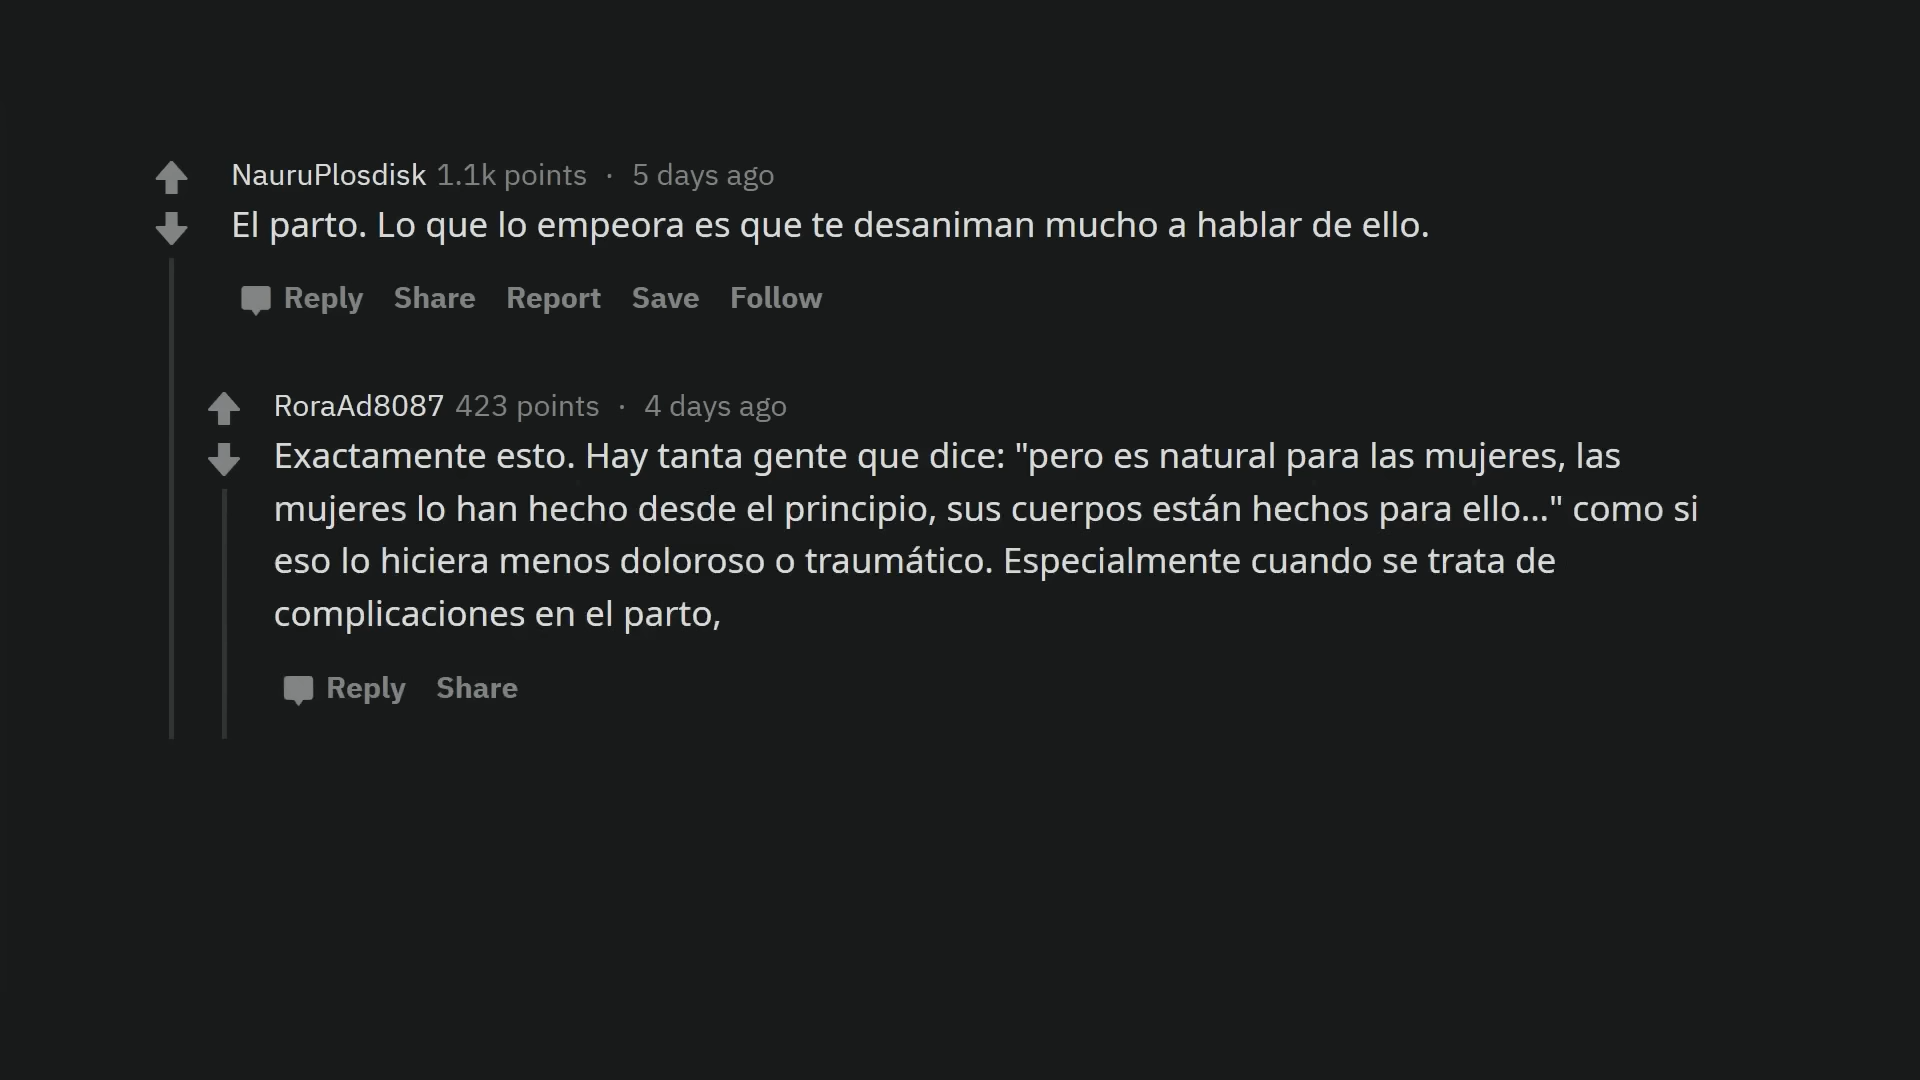 NauruPlosdisk 1.1k points · 5 days ago
El parto. Lo que lo empeora es que te desaniman mucho a hablar de ello.
Reply Share Report Save Follow
RoraAd8087 423 points · 4 days ago
Exactamente esto. Hay tanta gente que dice: "pero es natural para las mujeres, las
mujeres lo han hecho desde el principio, sus cuerpos están hechos para ello..." como si
eso lo hiciera menos doloroso o traumático. Especialmente cuando se trata de
complicaciones en el parto,
Reply Share